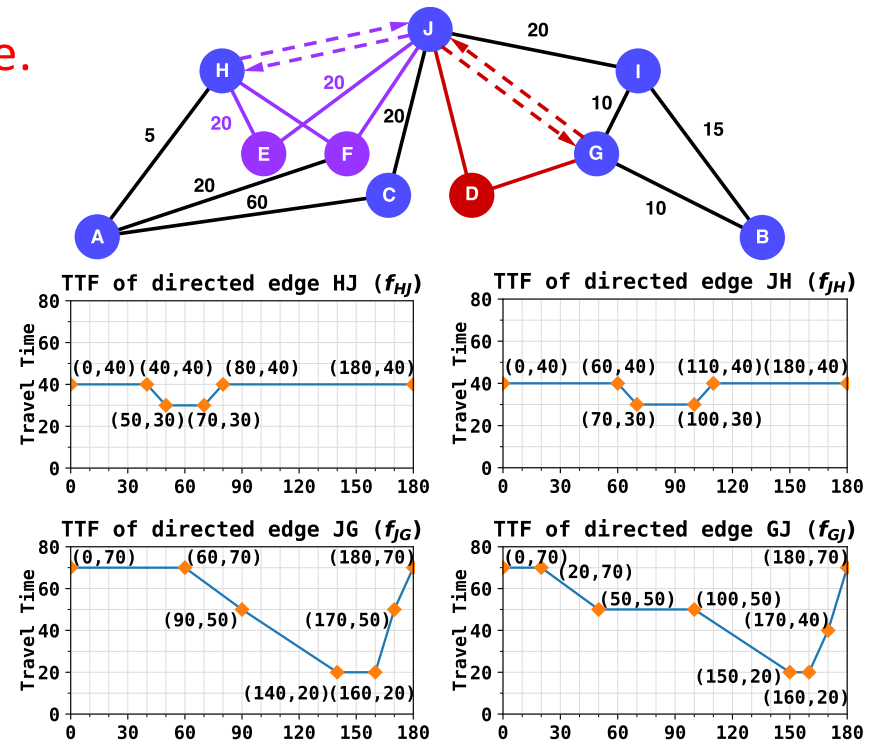 e.
J
20
H
I
20
10
20
20
15
5
E
F
G
20
C
D
60
10
A
B
TTF of directed edge HJ (f_HJ)
TTF of directed edge JH (f_JH)
80
60
40
20
0
Travel Time
(0,40)
(40,40)
(80,40)
(180,40)
(50,30)
(70,30)
0 30 60 90 120 150 180
80
60
40
20
0
Travel Time
(0,40)
(60,40)
(110,40)
(180,40)
(70,30)
(100,30)
0 30 60 90 120 150 180
TTF of directed edge JG (f_JG)
TTF of directed edge GJ (f_GJ)
80
60
40
20
0
Travel Time
(0,70)
(60,70)
(180,70)
(90,50)
(170,50)
(140,20)
(160,20)
0 30 60 90 120 150 180
80
60
40
20
0
Travel Time
(0,70)
(180,70)
(20,70)
(50,50)
(100,50)
(170,40)
(150,20)
(160,20)
0 30 60 90 120 150 180